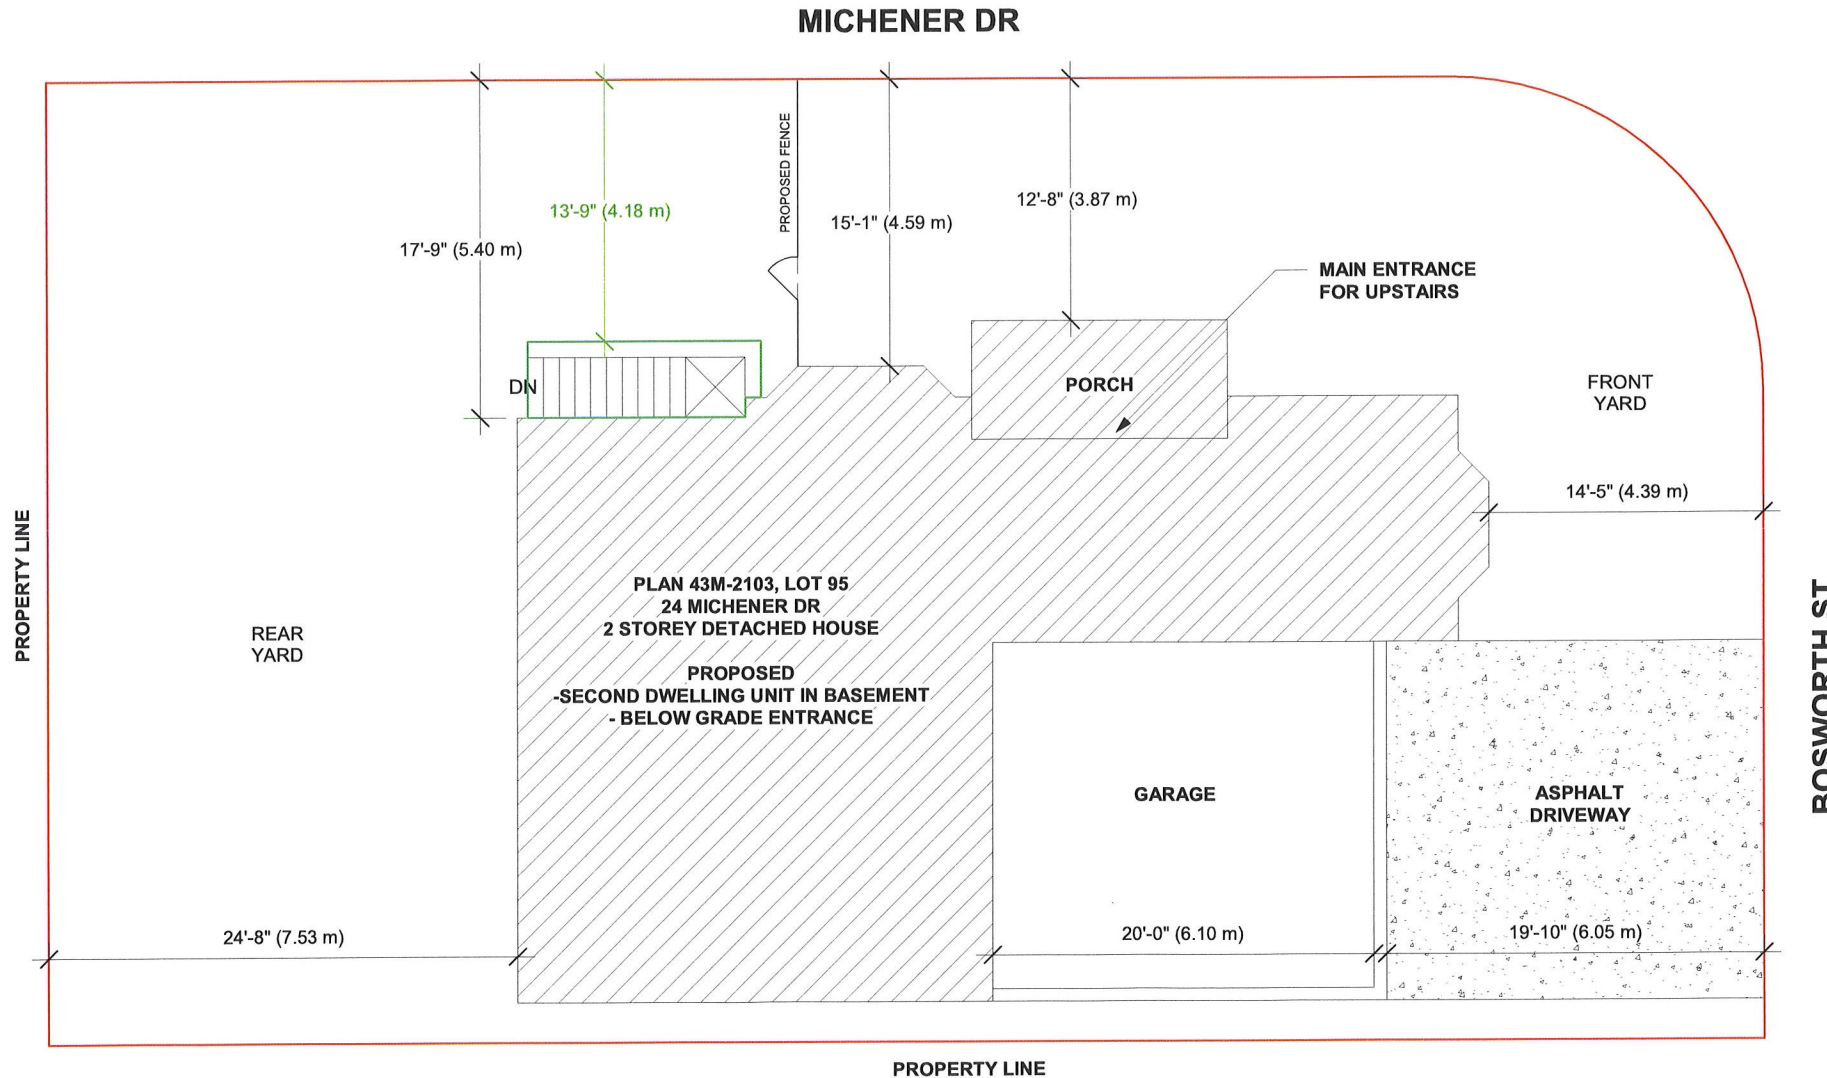 MICHENER DR
PROPOSED FENCE
13'-9" (4.18 m)
12'-8" (3.87 m)
15'-1" (4.59 m)
17'-9" (5.40 m)
MAIN ENTRANCE
FOR UPSTAIRS
DN
PORCH
FRONT
YARD
14'-5" (4.39 m)
PROPERTY LINE
PLAN 43M-2103, LOT 95
24 MICHENER DR
2 STOREY DETACHED HOUSE
REAR
YARD
PROPOSED
-SECOND DWELLING UNIT IN BASEMENT
- BELOW GRADE ENTRANCE
BOSWORTH ST
GARAGE
ASPHALT
DRIVEWAY
24'-8" (7.53 m)
20'-0" (6.10 m)
19'-10" (6.05 m)
PROPERTY LINE